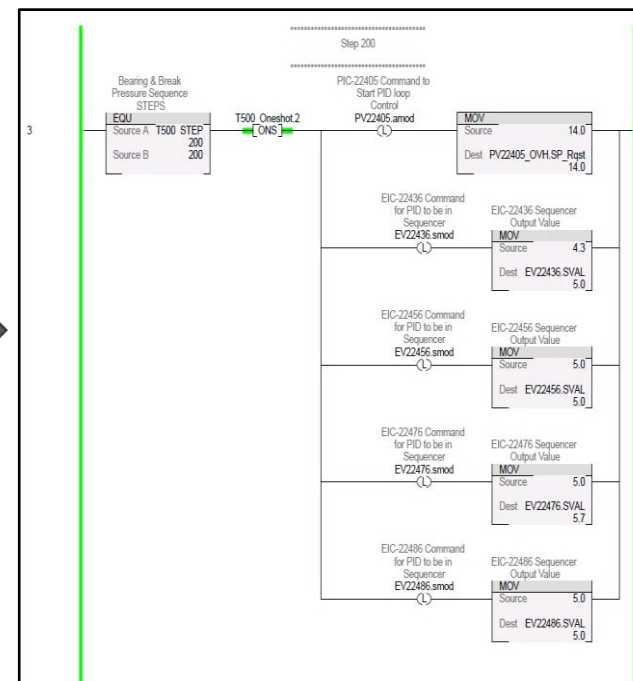 ****************************************
Step 200
****************************************
Bearing & Break
Pressure Sequence
STEPS
EQU
Source A T500_STEP
200
Source B 200
T500_Oneshot.2
ONS
PIC-22405 Command to
Start PID loop
Control
PV22405.amod
L
MOV
Source 14.0
Dest PV22405_OVH.SP_Rqst
14.0
3
EIC-22436 Command
for PID to be in
Sequencer
EV22436.smod
L
EIC-22436 Sequencer
Output Value
MOV
Source 4.3
Dest EV22436.SVAL
5.0
EIC-22456 Command
for PID to be in
Sequencer
EV22456.smod
L
EIC-22456 Sequencer
Output Value
MOV
Source 5.0
Dest EV22456.SVAL
5.0
EIC-22476 Command
for PID to be in
Sequencer
EV22476.smod
L
EIC-22476 Sequencer
Output Value
MOV
Source 5.0
Dest EV22476.SVAL
5.7
EIC-22486 Command
for PID to be in
Sequencer
EV22486.smod
L
EIC-22486 Sequencer
Output Value
MOV
Source 5.0
Dest EV22486.SVAL
5.0